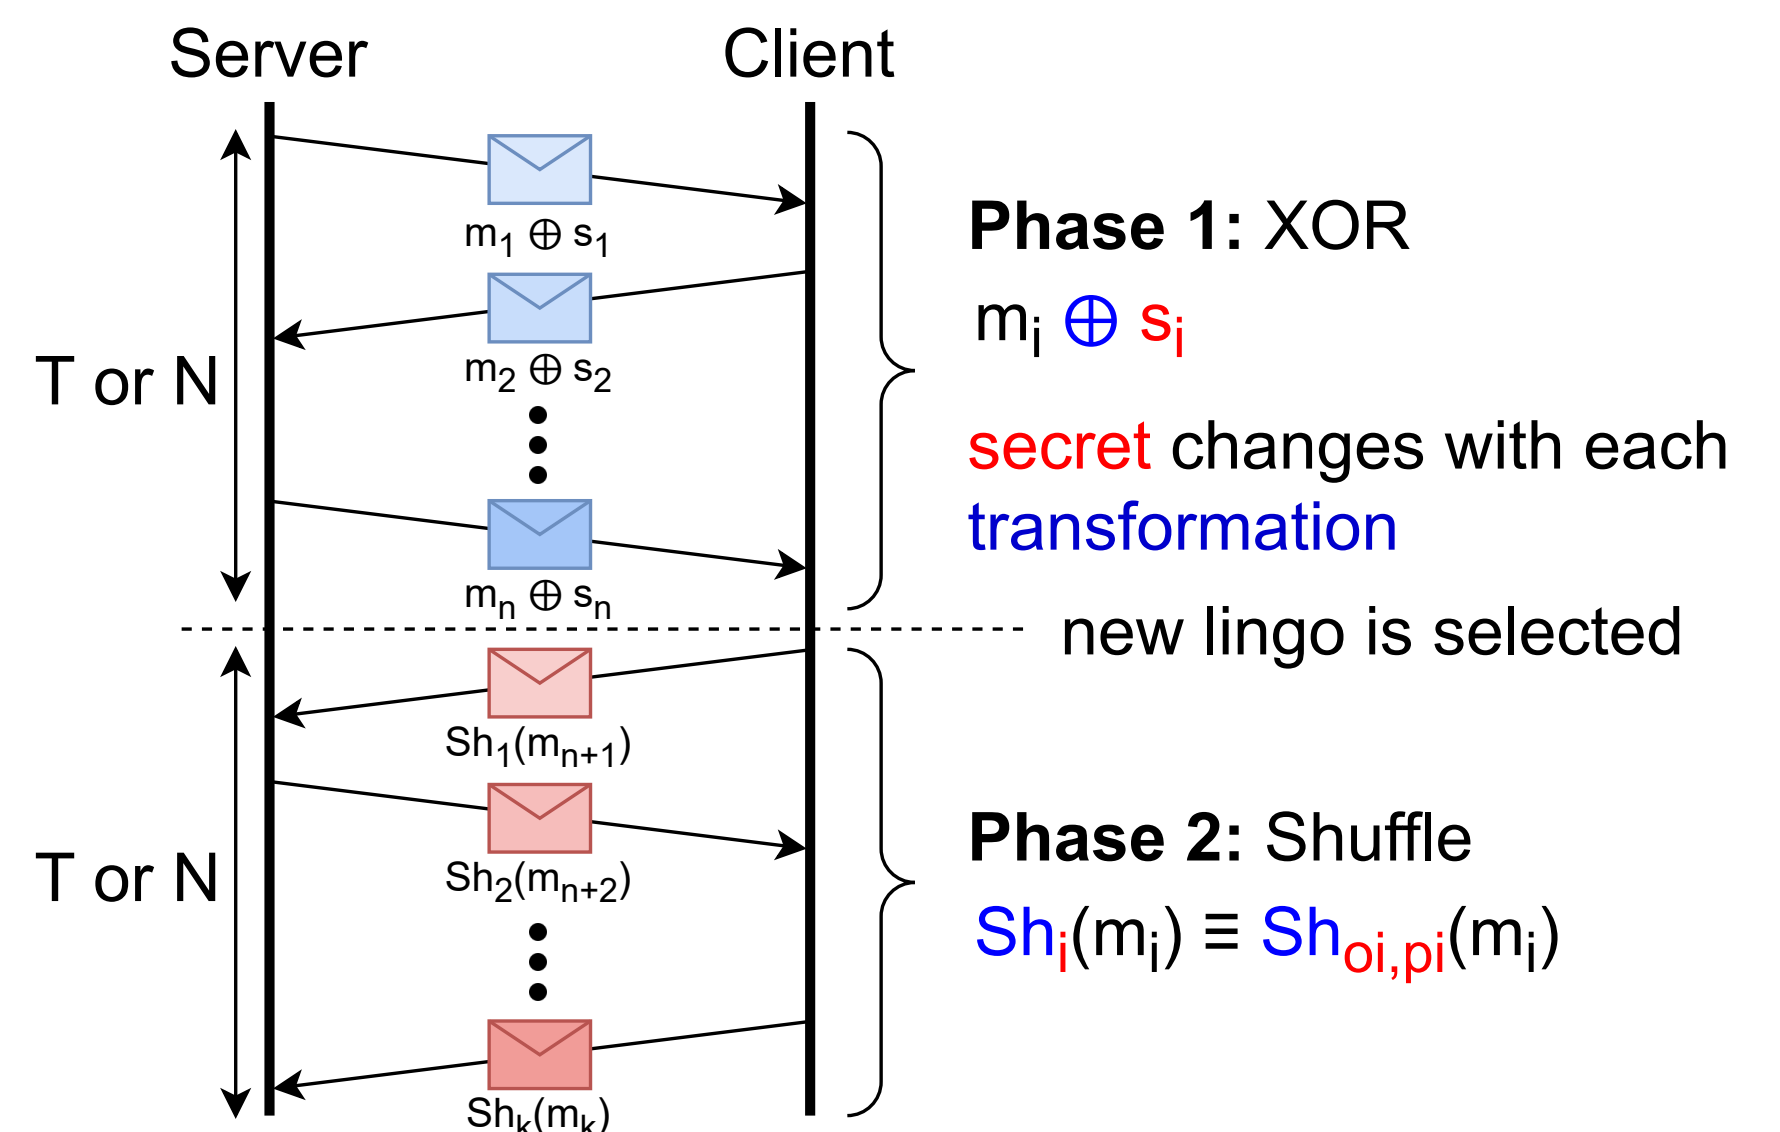 Server
Client
m₁ ⊕ s₁
m₂ ⊕ s₂
T or N
mₙ ⊕ sₙ
Phase 1: XOR
mᵢ ⊕ sᵢ
secret changes with each
transformation
new lingo is selected
Sh₁(mₙ₊₁)
Sh₂(mₙ₊₂)
T or N
Shₖ(mₖ)
Phase 2: Shuffle
Shᵢ(mᵢ) ≡ Sh_{oi,pi}(mᵢ)